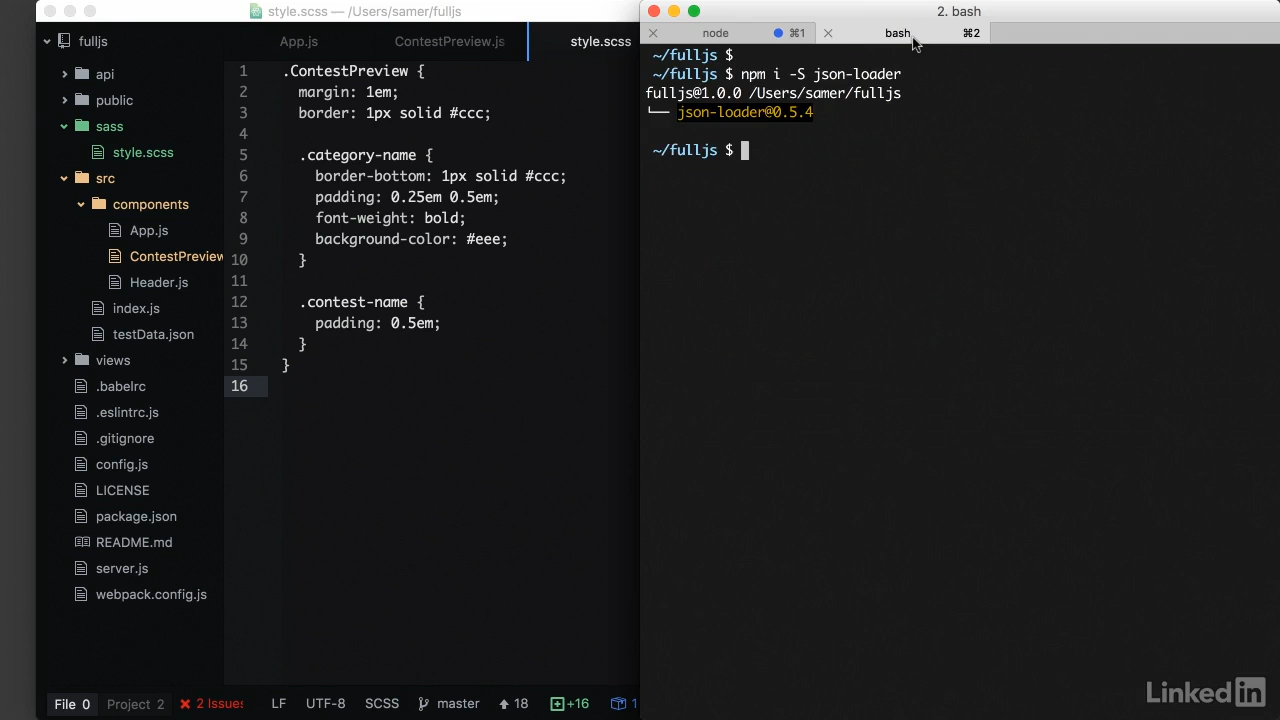 style.scss — /Users/samer/fulljs
fulljs
api
public
sass
style.scss
src
components
App.js
ContestPreview
Header.js
index.js
testData.json
views
.babelrc
.eslintrc.js
.gitignore
config.js
LICENSE
package.json
README.md
server.js
webpack.config.js
App.js
ContestPreview.js
style.scss
1 .ContestPreview {
2 margin: 1em;
3 border: 1px solid #ccc;
4
5 .category-name {
6 border-bottom: 1px solid #ccc;
7 padding: 0.25em 0.5em;
8 font-weight: bold;
9 background-color: #eee;
10 }
11
12 .contest-name {
13 padding: 0.5em;
14 }
15 }
16
File 0 Project 2 2 Issues LF UTF-8 SCSS master 18 +16 1
2. bash
node ⌘1 bash ⌘2
~/fulljs $
~/fulljs $ npm i -S json-loader
fulljs@1.0.0 /Users/samer/fulljs
└── json-loader@0.5.4
~/fulljs $
LinkedIn